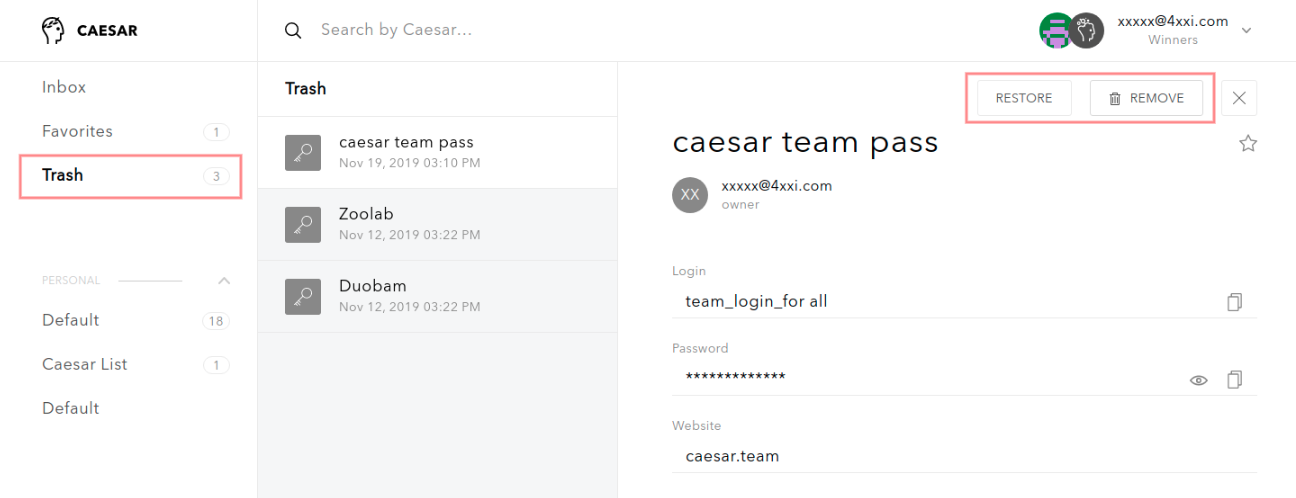 CAESAR
Search by Caesar...
xxxxx@4xxi.com
Winners
Inbox
Favorites 1
Trash 3
PERSONAL
Default 18
Caesar List 1
Default
Trash
caesar team pass
Nov 19, 2019 03:10 PM
Zoolab
Nov 12, 2019 03:22 PM
Duobam
Nov 12, 2019 03:22 PM
RESTORE REMOVE
caesar team pass
XX
xxxxx@4xxi.com
owner
Login
team_login_for all
Password
*************
Website
caesar.team